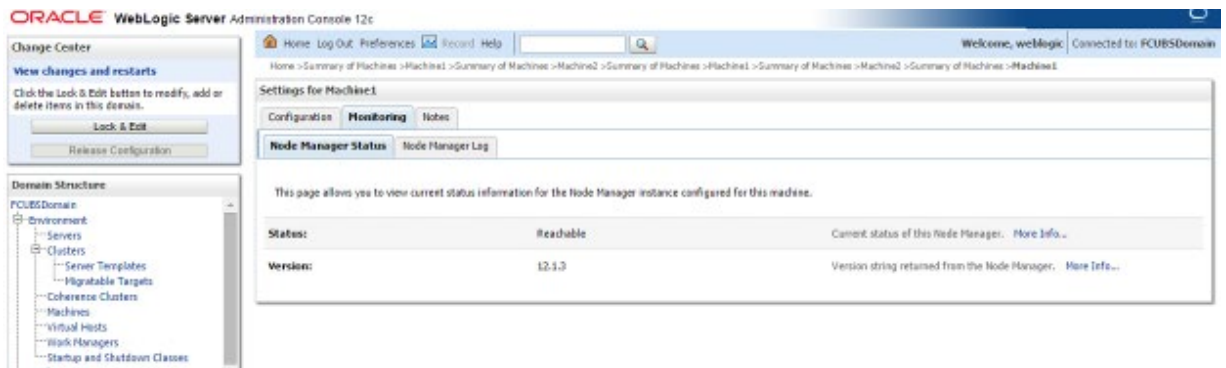 ORACLE WebLogic Server Administration Console 12c
Change Center
View changes and restarts
Click the Lock & Edit button to modify, add or
delete items in this domain.
Lock & Edit
Release Configuration
Domain Structure
FCUBSDomain
Environment
Servers
Clusters
Server Templates
Migratable Targets
Coherence Clusters
Machines
Virtual Hosts
Work Managers
Startup and Shutdown Classes
Home Log Out Preferences Record Help
Welcome, weblogic Connected to: FCUBSDomain
Home >Summary of Machines >Machine1 >Summary of Machines >Machine2 >Summary of Machines >Machine1 >Summary of Machines >Machine2 >Summary of Machines >Machine1
Settings for Machine1
Configuration Monitoring Notes
Node Manager Status Node Manager Log
This page allows you to view current status information for the Node Manager instance configured for this machine.
Status: Reachable Current status of this Node Manager. More Info...
Version: 12.1.3 Version string returned from the Node Manager. More Info...